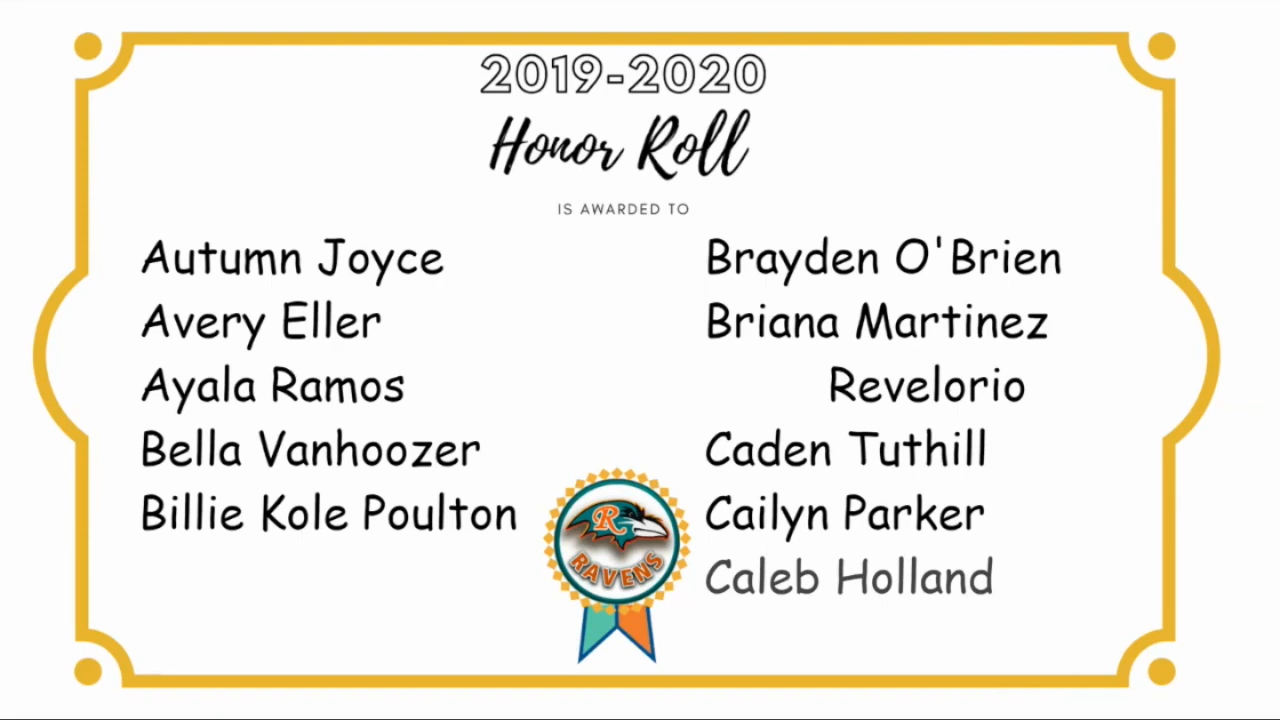 2019-2020
Honor Roll
IS AWARDED TO
Autumn Joyce
Avery Eller
Ayala Ramos
Bella Vanhoozer
Billie Kole Poulton
Brayden O'Brien
Briana Martinez
Revelorio
Caden Tuthill
Cailyn Parker
Caleb Holland
R
RAVENS